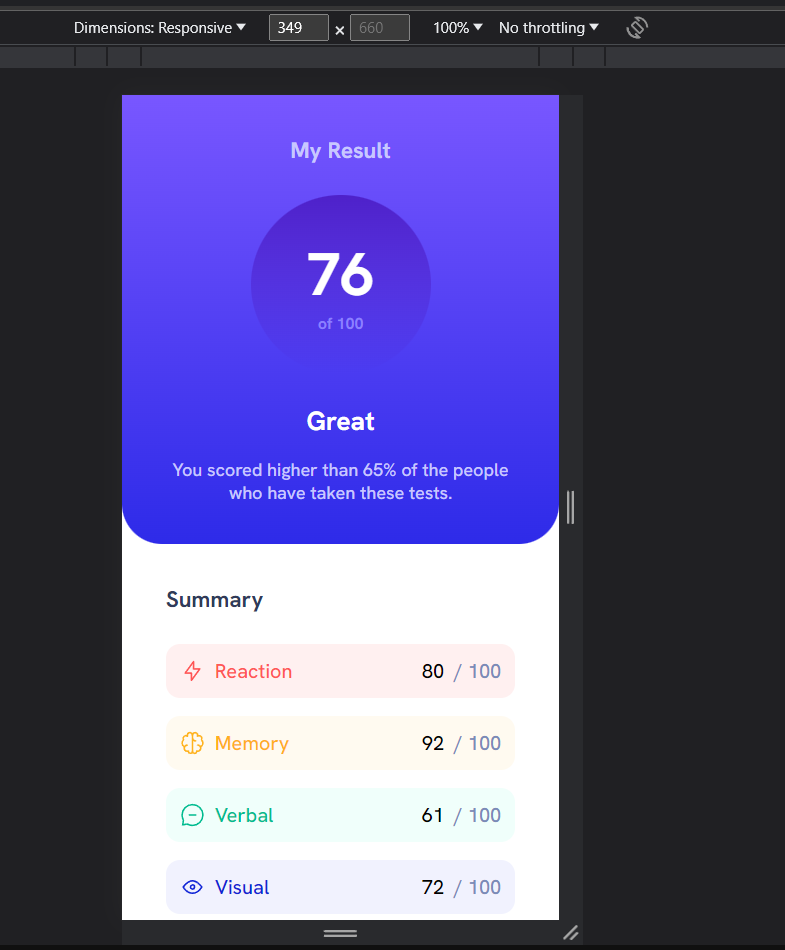 Dimensions: Responsive 349 × 660 100% No throttling
My Result
76
of 100
Great
You scored higher than 65% of the people
who have taken these tests.
Summary
Reaction 80 / 100
Memory 92 / 100
Verbal 61 / 100
Visual 72 / 100